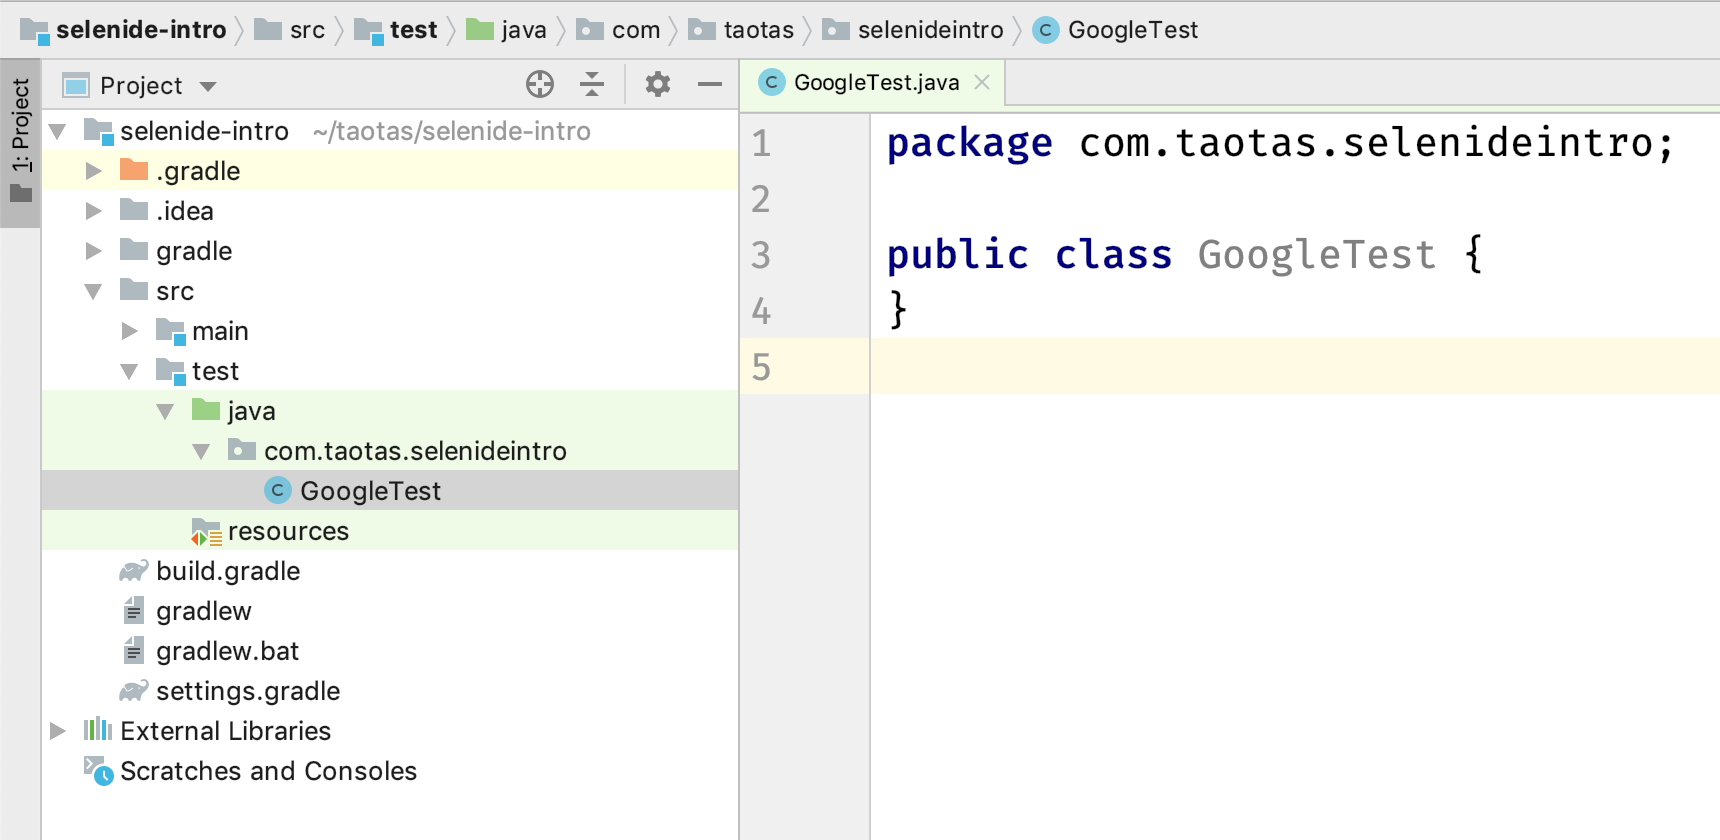 selenide-intro src test java com taotas selenideintro GoogleTest
1: Project
Project
selenide-intro ~/taotas/selenide-intro
.gradle
.idea
gradle
src
main
test
java
com.taotas.selenideintro
GoogleTest
resources
build.gradle
gradlew
gradlew.bat
settings.gradle
External Libraries
Scratches and Consoles
GoogleTest.java
1 package com.taotas.selenideintro;
2
3 public class GoogleTest {
4 }
5